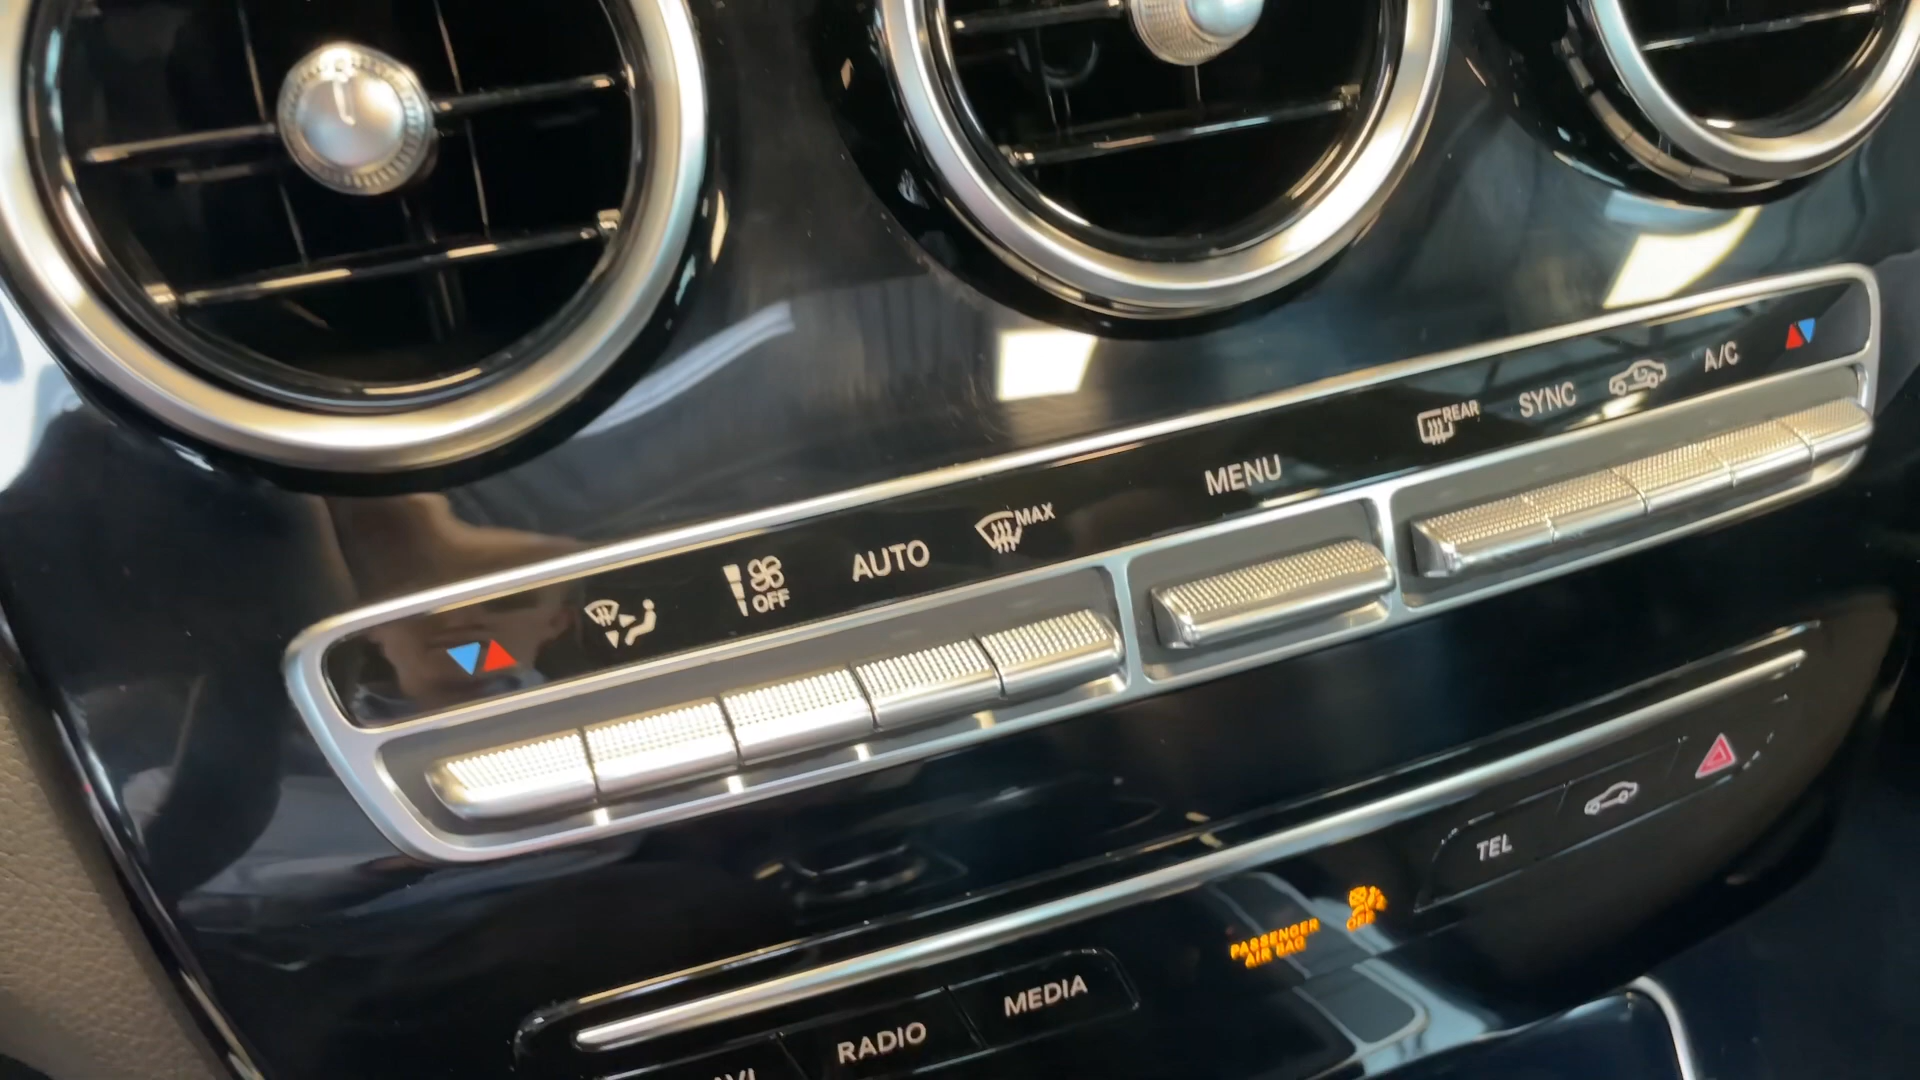 REAR
SYNC
A/C
MENU
MAX
AUTO
OFF
TEL
OFF
PASSENGER
AIR BAG
MEDIA
RADIO